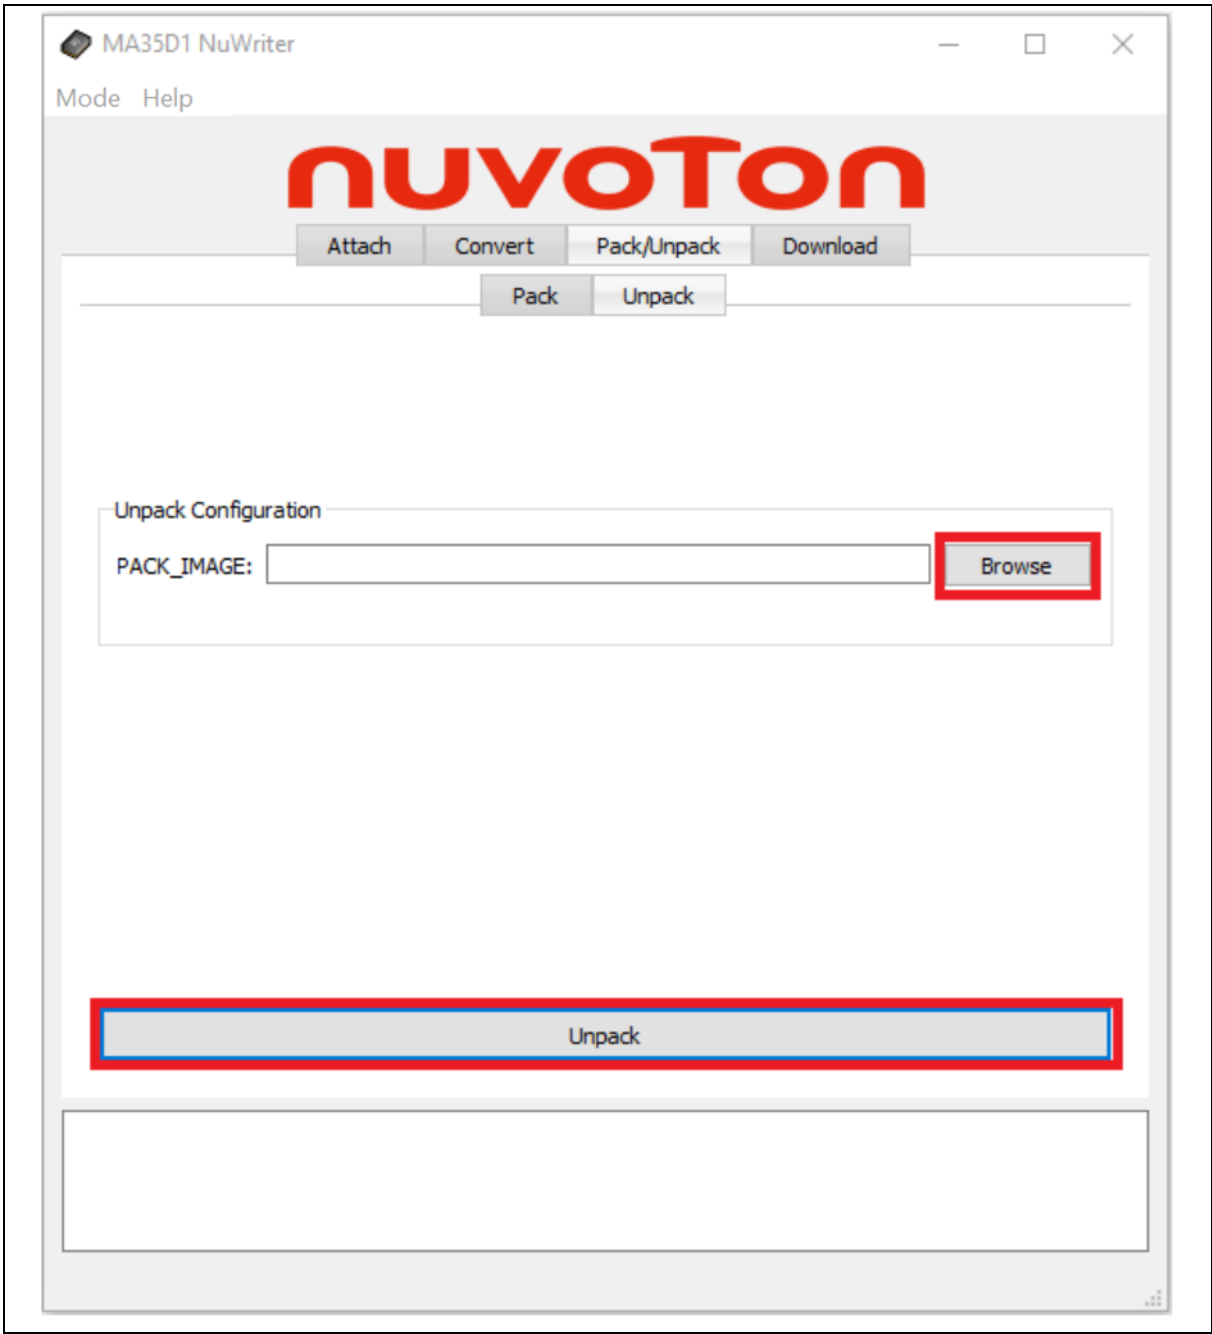 MA35D1 NuWriter
Mode Help
nuvoTon
Attach Convert Pack/Unpack Download
Pack Unpack
Unpack Configuration
PACK_IMAGE: Browse
Unpack